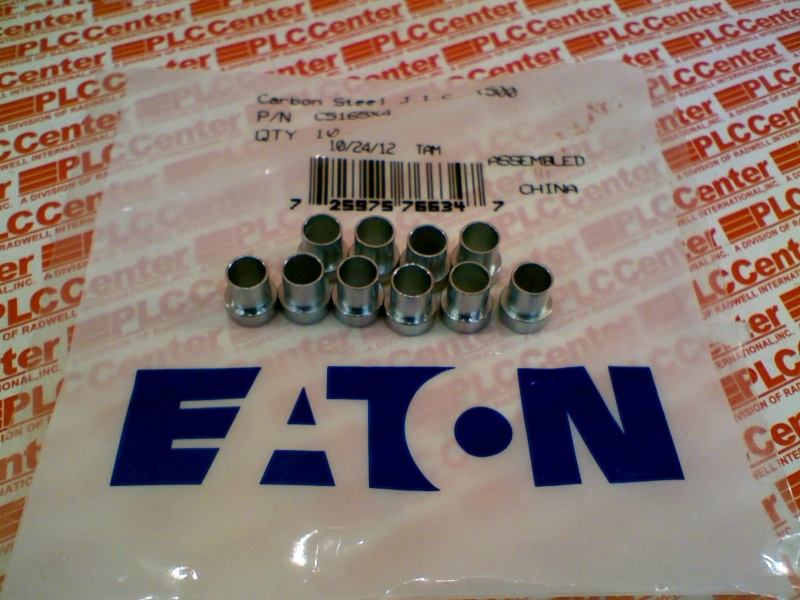 Carbon Steel J.I.C 1500
P/N C5165X4
QTY 10
10/24/12 TAM
ASSEMBLED
CHINA
7 25975 76634 7
EATON
PLCCenter
A DIVISION OF RADWELL INTERNATIONAL, INC.